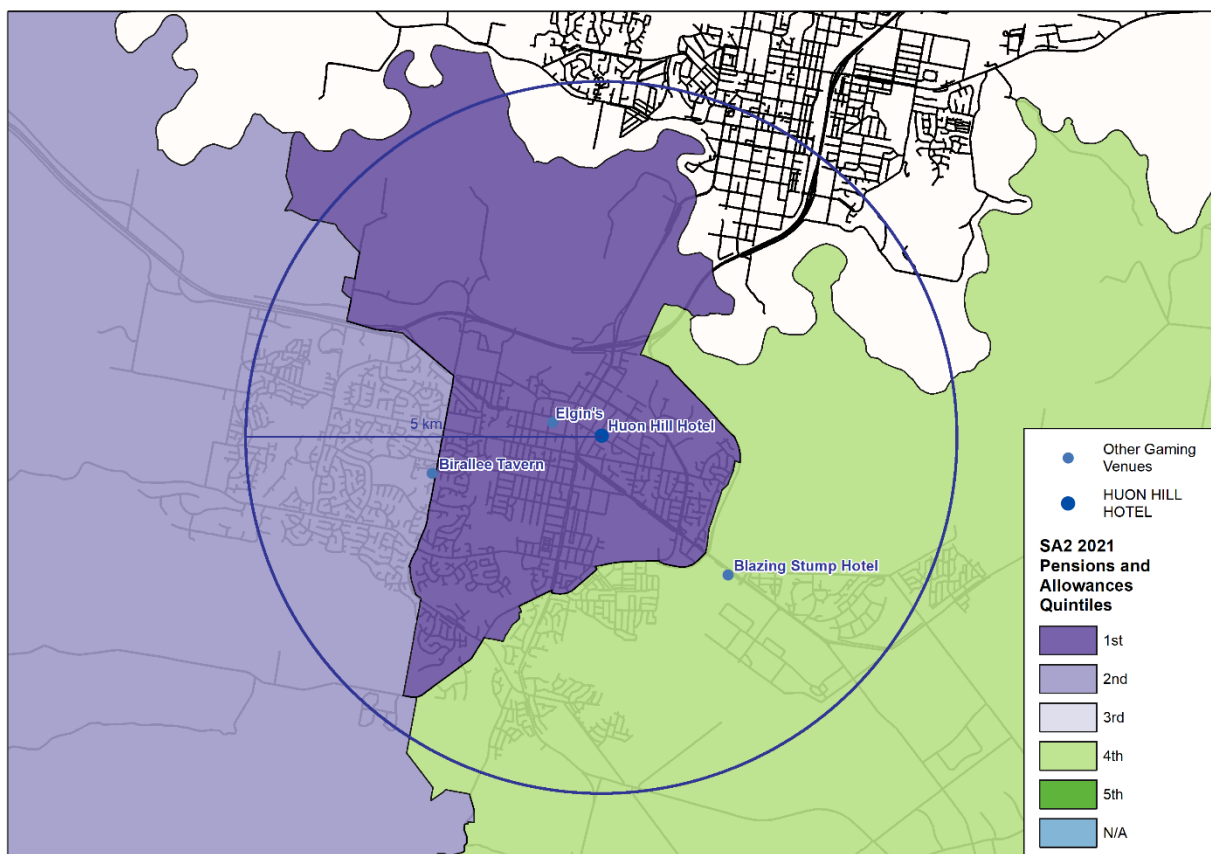 Elgin's
5 km
Huon Hill Hotel
Birallee Tavern
Blazing Stump Hotel
Other Gaming
Venues
HUON HILL
HOTEL
SA2 2021
Pensions and
Allowances
Quintiles
1st
2nd
3rd
4th
5th
N/A